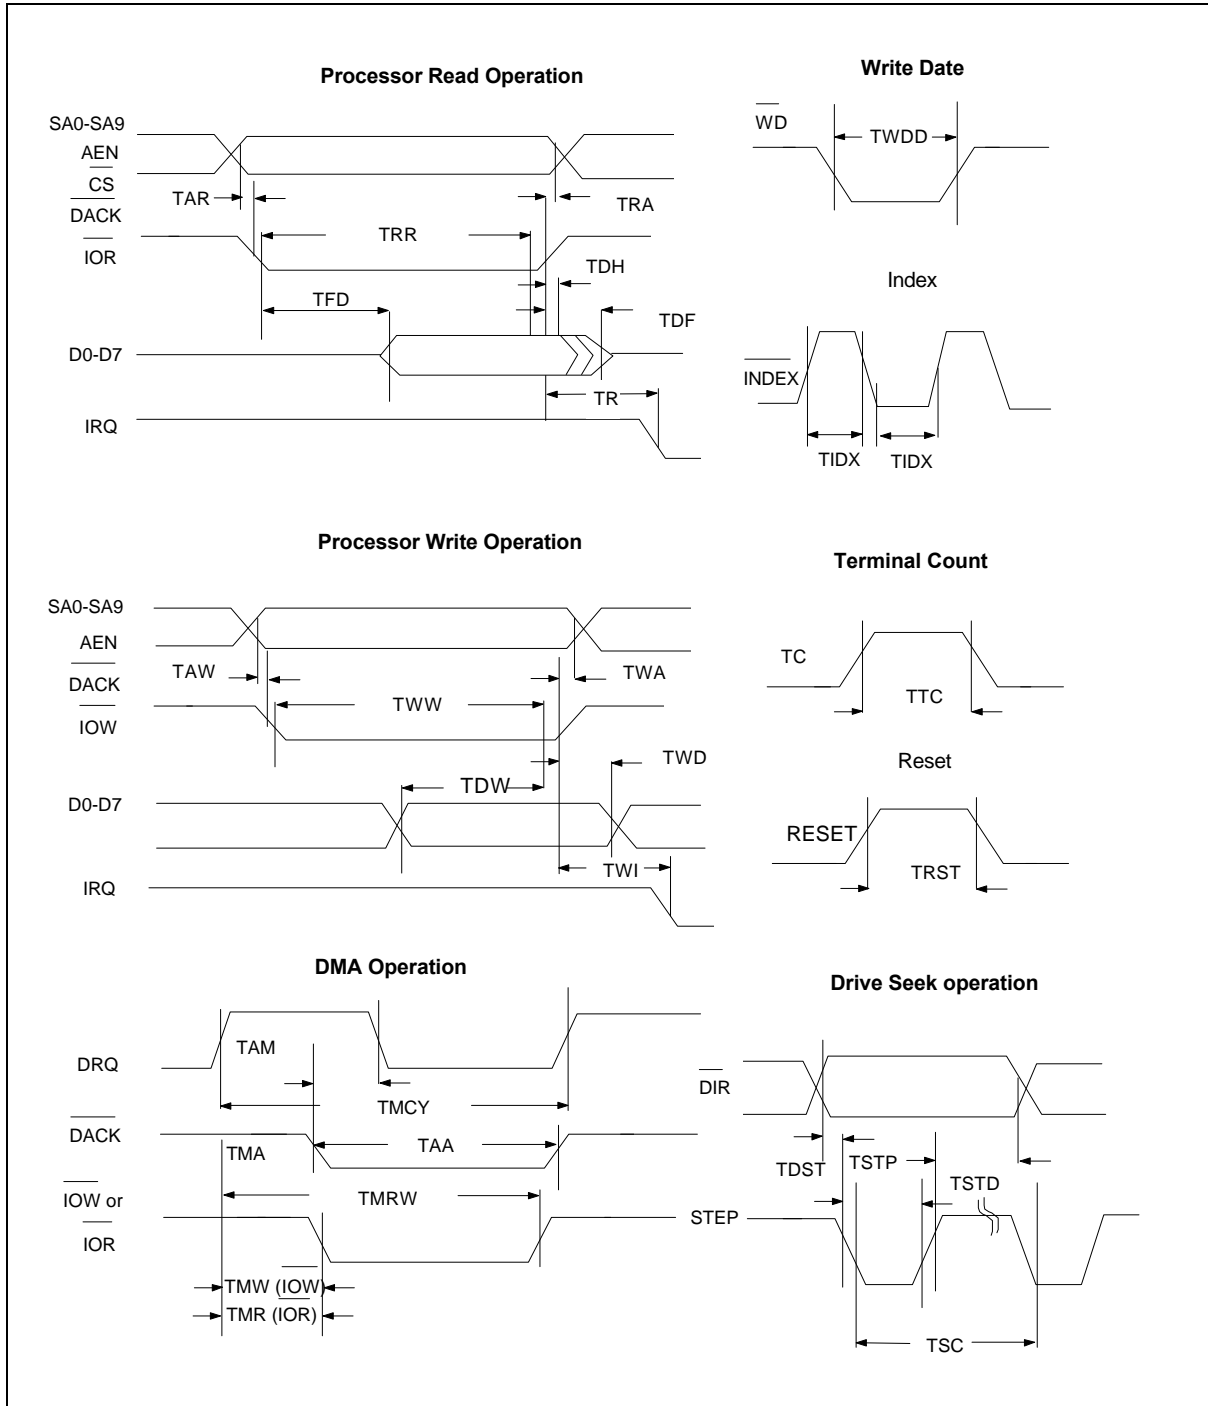 Processor Read Operation
SA0-SA9
AEN
CS
DACK
IOR
TAR
TRA
TRR
TDH
TFD
TDF
D0-D7
TR
IRQ
Write Date
WD
TWDD
Index
INDEX
TIDX
TIDX
Processor Write Operation
SA0-SA9
AEN
DACK
IOW
TAW
TWA
TWW
TWD
TDW
D0-D7
TWI
IRQ
Terminal Count
TC
TTC
Reset
RESET
TRST
DMA Operation
DRQ
TAM
TMCY
DACK
TMA
TAA
IOW or
IOR
TMRW
TMW (IOW)
TMR (IOR)
Drive Seek operation
DIR
TDST
TSTP
TSTD
STEP
TSC